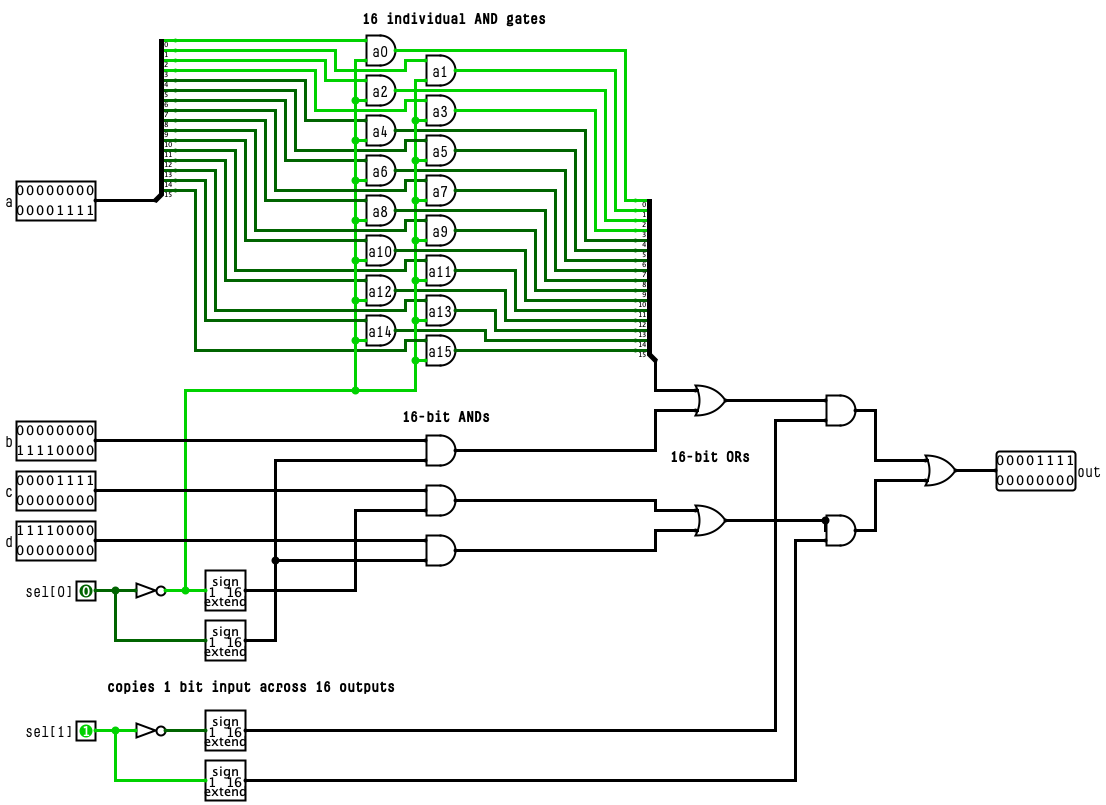 16 individual AND gates
0
1
2
3
4
5
6
7
8
9
10
11
12
13
14
15
a0
a1
a2
a3
a4
a5
a6
a7
a8
a9
a10
a11
a12
a13
a14
a15
a
00000000
00001111
0
1
2
3
4
5
6
7
8
9
10
11
12
13
14
15
16-bit ANDs
b
00000000
11110000
16-bit ORs
c
00001111
00000000
00001111
00000000
out
d
11110000
00000000
sel[0]
0
sign
1 16
extend
sign
1 16
extend
copies 1 bit input across 16 outputs
sel[1]
1
sign
1 16
extend
sign
1 16
extend